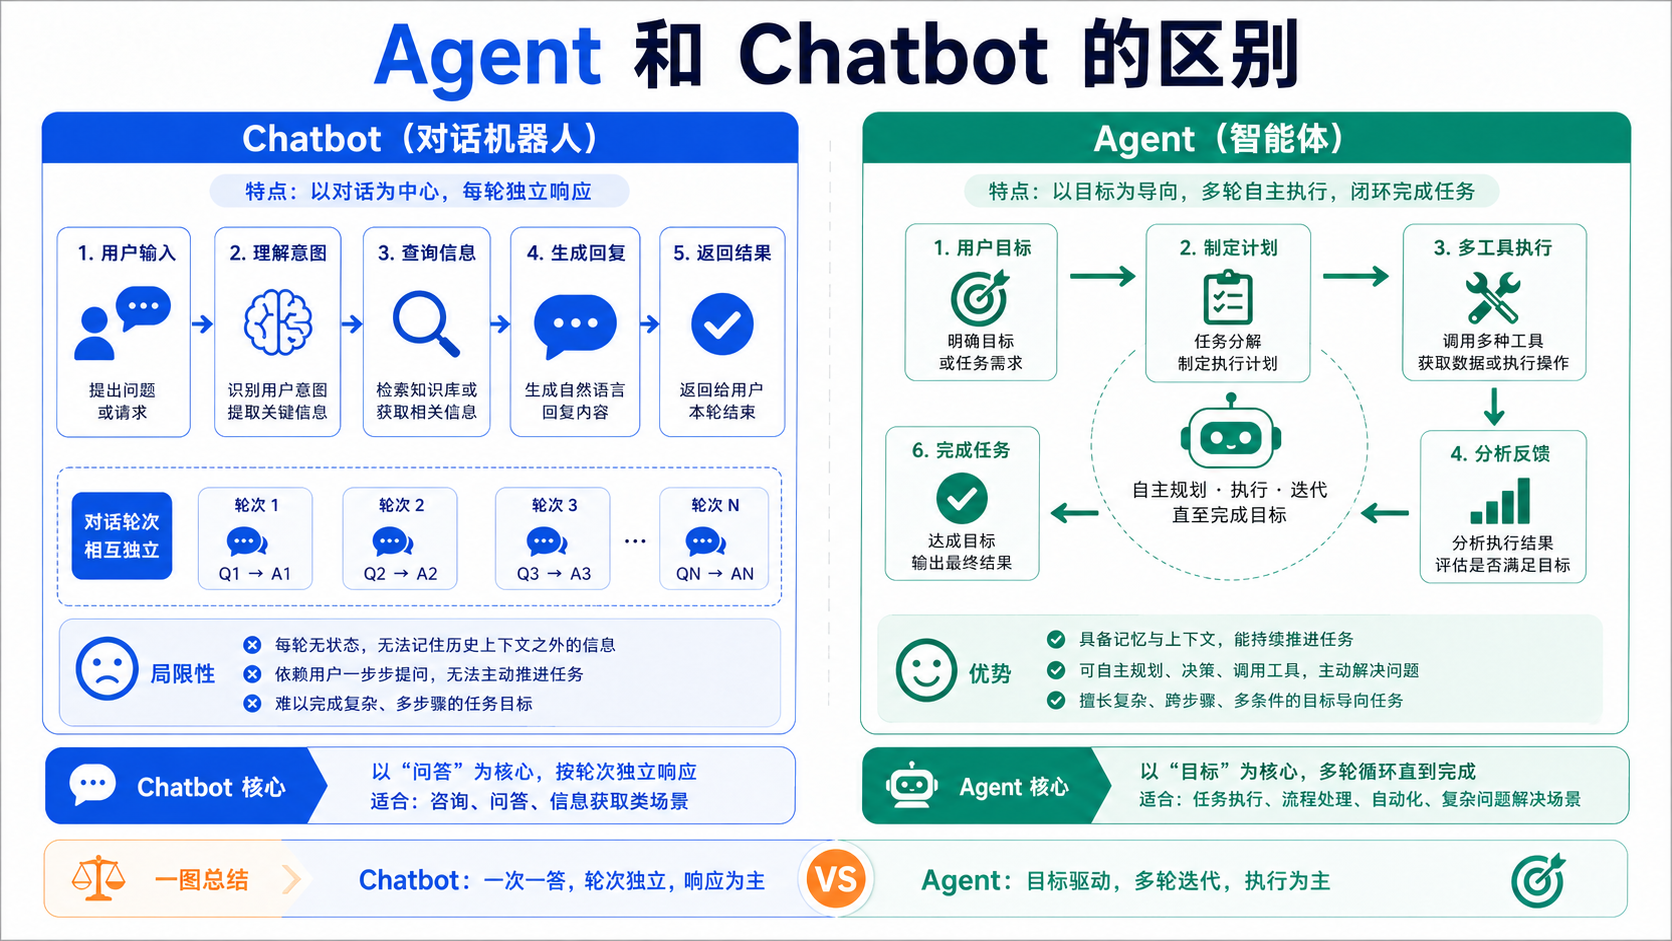 Agent 和 Chatbot 的区别
Chatbot（对话机器人）
特点：以对话为中心，每轮独立响应
1. 用户输入
提出问题
或请求
2. 理解意图
识别用户意图
提取关键信息
3. 查询信息
检索知识库或
获取相关信息
4. 生成回复
生成自然语言
回复内容
5. 返回结果
返回给用户
本轮结束
对话轮次
相互独立
轮次 1
Q1 → A1
轮次 2
Q2 → A2
轮次 3
Q3 → A3
...
轮次 N
QN → AN
局限性
每轮无状态，无法记住历史上下文之外的信息
依赖用户一步步提问，无法主动推进任务
难以完成复杂、多步骤的任务目标
Chatbot 核心
以“问答”为核心，按轮次独立响应
适合：咨询、问答、信息获取类场景
Agent（智能体）
特点：以目标为导向，多轮自主执行，闭环完成任务
1. 用户目标
明确目标
或任务需求
2. 制定计划
任务分解
制定执行计划
3. 多工具执行
调用多种工具
获取数据或执行操作
4. 分析反馈
分析执行结果
评估是否满足目标
自主规划 · 执行 · 迭代
直至完成目标
6. 完成任务
达成目标
输出最终结果
优势
具备记忆与上下文，能持续推进任务
可自主规划、决策、调用工具，主动解决问题
擅长复杂、跨步骤、多条件的目标导向任务
Agent 核心
以“目标”为核心，多轮循环直到完成
适合：任务执行、流程处理、自动化、复杂问题解决场景
一图总结
Chatbot：一次一答，轮次独立，响应为主
VS
Agent：目标驱动，多轮迭代，执行为主